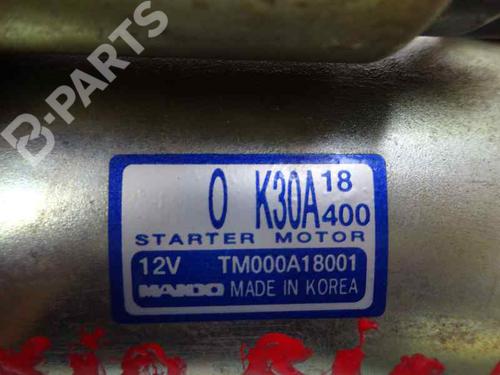 B-PARTS
0 K30A 18 400
STARTER MOTOR
12V TM000A18001
MANDO MADE IN KOREA